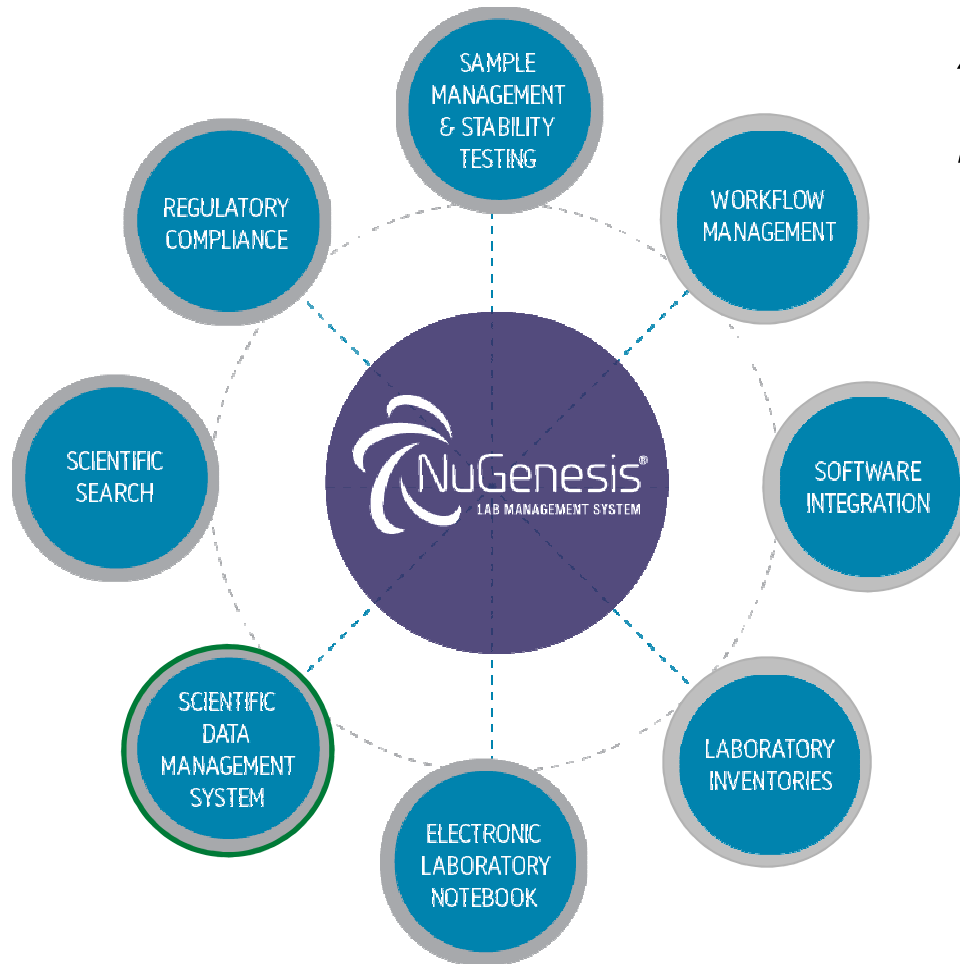 SAMPLE
MANAGEMENT
& STABILITY
TESTING
WORKFLOW
MANAGEMENT
REGULATORY
COMPLIANCE
SCIENTIFIC
SEARCH
NuGenesis®
LAB MANAGEMENT SYSTEM
SOFTWARE
INTEGRATION
SCIENTIFIC
DATA
MANAGEMENT
SYSTEM
LABORATORY
INVENTORIES
ELECTRONIC
LABORATORY
NOTEBOOK